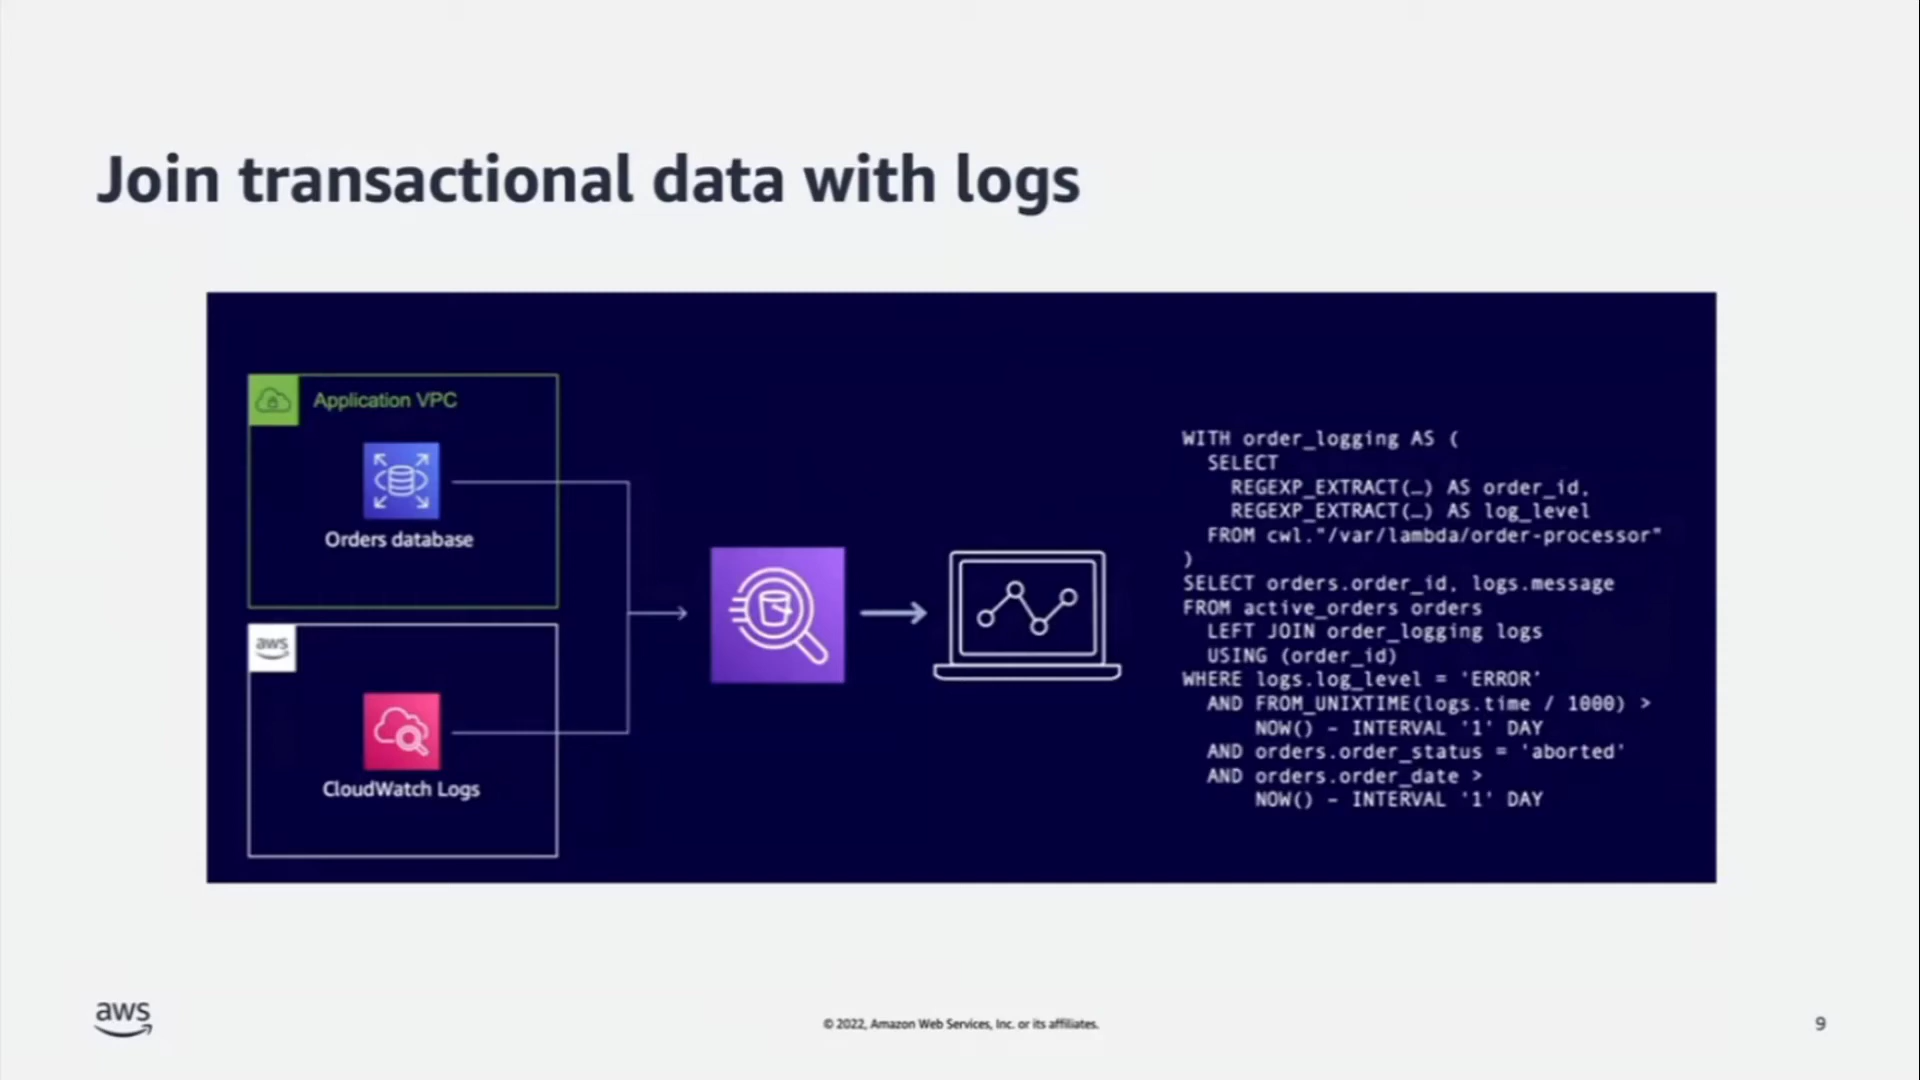 Join transactional data with logs
Application VPC
Orders database
aws
CloudWatch Logs
WITH order_logging AS (
SELECT
REGEXP_EXTRACT(…) AS order_id,
REGEXP_EXTRACT(…) AS log_level
FROM cwl."/var/lambda/order-processor"
)
SELECT orders.order_id, logs.message
FROM active_orders orders
LEFT JOIN order_logging logs
USING (order_id)
WHERE logs.log_level = 'ERROR'
AND FROM_UNIXTIME(logs.time / 1000) >
NOW() - INTERVAL '1' DAY
AND orders.order_status = 'aborted'
AND orders.order_date >
NOW() - INTERVAL '1' DAY
aws
© 2022, Amazon Web Services, Inc. or its affiliates.
9